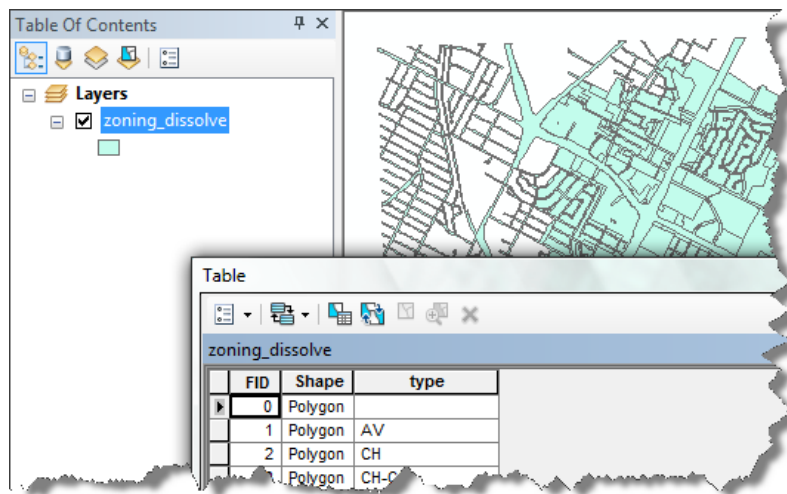 Table Of Contents
Layers
zoning_dissolve
Table
zoning_dissolve
FID Shape type
0 Polygon
1 Polygon AV
2 Polygon CH
Polygon